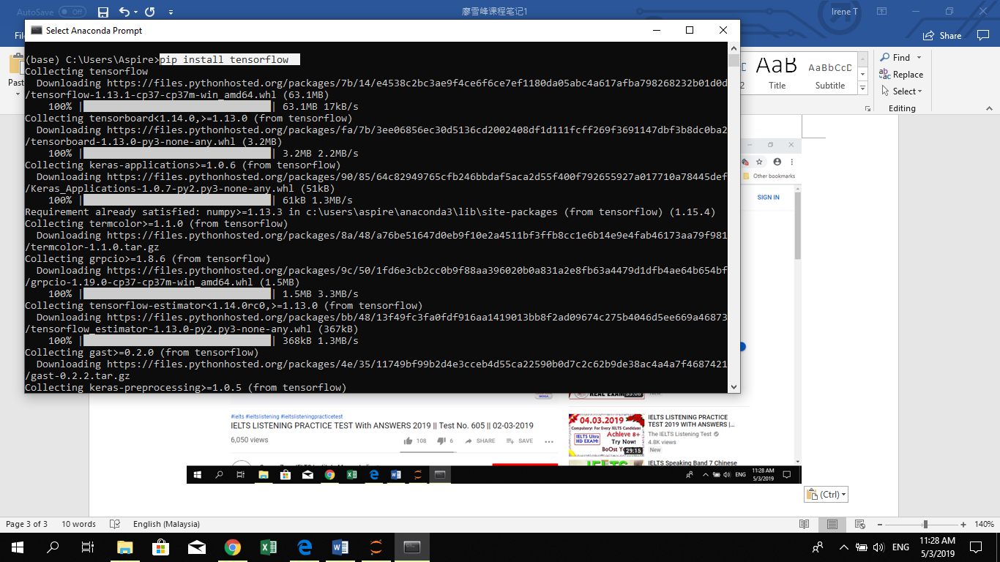 AutoSave Off
廖雪峰课程笔记1
Irene T
Share
Select Anaconda Prompt
(base) C:\Users\Aspire>pip install tensorflow
Collecting tensorflow
Downloading https://files.pythonhosted.org/packages/7b/14/e4538c2bc3ae9f4ce6f6ce7ef1180da05abc4a617afba798268232b01d0d
/tensorflow-1.13.1-cp37-cp37m-win_amd64.whl (63.1MB)
100% | | 63.1MB 17kB/s
Collecting tensorboard<1.14.0,>=1.13.0 (from tensorflow)
Downloading https://files.pythonhosted.org/packages/fa/7b/3ee06856ec30d5136cd2002408df1d111fcff269f3691147dbf3b8dc0ba2
/tensorboard-1.13.0-py3-none-any.whl (3.2MB)
100% | | 3.2MB 2.2MB/s
Collecting keras-applications>=1.0.6 (from tensorflow)
Downloading https://files.pythonhosted.org/packages/90/85/64c82949765cfb246bbdaf5aca2d55f400f792655927a017710a78445def
/Keras_Applications-1.0.7-py2.py3-none-any.whl (51kB)
100% | | 61kB 1.3MB/s
Requirement already satisfied: numpy>=1.13.3 in c:\users\aspire\anaconda3\lib\site-packages (from tensorflow) (1.15.4)
Collecting termcolor>=1.1.0 (from tensorflow)
Downloading https://files.pythonhosted.org/packages/8a/48/a76be51647d0eb9f10e2a4511bf3ffb8cc1e6b14e9e4fab46173aa79f981
/termcolor-1.1.0.tar.gz
Collecting grpcio>=1.8.6 (from tensorflow)
Downloading https://files.pythonhosted.org/packages/9c/50/1fd6e3cb2cc0b9f88aa396020b0a831a2e8fb63a4479d1dfb4ae64b654bf
/grpcio-1.19.0-cp37-cp37m-win_amd64.whl (1.5MB)
100% | | 1.5MB 3.3MB/s
Collecting tensorflow-estimator<1.14.0rc0,>=1.13.0 (from tensorflow)
Downloading https://files.pythonhosted.org/packages/bb/48/13f49fc3fa0fdf916aa1419013bb8f2ad09674c275b4046d5ee669a46873
/tensorflow_estimator-1.13.0-py2.py3-none-any.whl (367kB)
100% | | 368kB 1.3MB/s
Collecting gast>=0.2.0 (from tensorflow)
Downloading https://files.pythonhosted.org/packages/4e/35/11749bf99b2d4e3cceb4d55ca22590b0d7c2c62b9de38ac4a4a7f4687421
/gast-0.2.2.tar.gz
Collecting keras-preprocessing>=1.0.5 (from tensorflow)
AaB AaBbCcD
Title Subtitle
Find
Replace
Select
Editing
Other bookmarks
SIGN IN
#ielts #ieltslistening #ieltslisteningpracticetest
IELTS LISTENING PRACTICE TEST With ANSWERS 2019 || Test No. 605 || 02-03-2019
6,050 views
108 6 SHARE SAVE
04.03.2019
Compulsory! For Every IELTS Candidates!
IELTS Ultra HD EXAM!
Achieve 8+
Try Now!
BoOst Yo
29:15
IELTS LISTENING PRACTICE
TEST 2019 WITH ANSWERS |...
The IELTS Listening Test
4.8K views
New
IELTS Speaking Band 7 Chinese
ENG 11:28 AM
5/3/2019
(Ctrl)
Page 3 of 3 10 words English (Malaysia) 140%
ENG 11:28 AM
5/3/2019